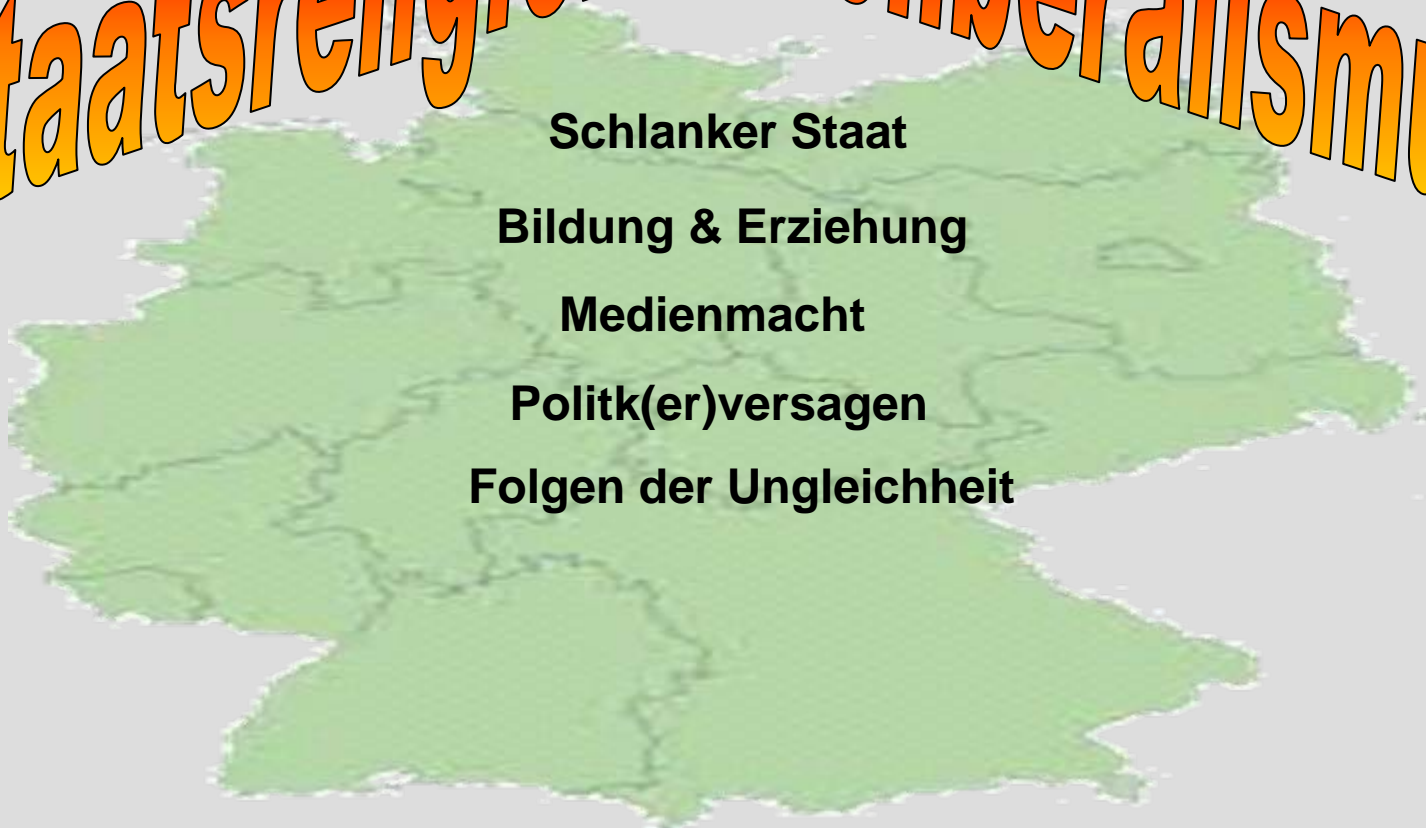 Schlanker Staat
Bildung & Erziehung
Medienmacht
Politk(er)versagen
Folgen der Ungleichheit